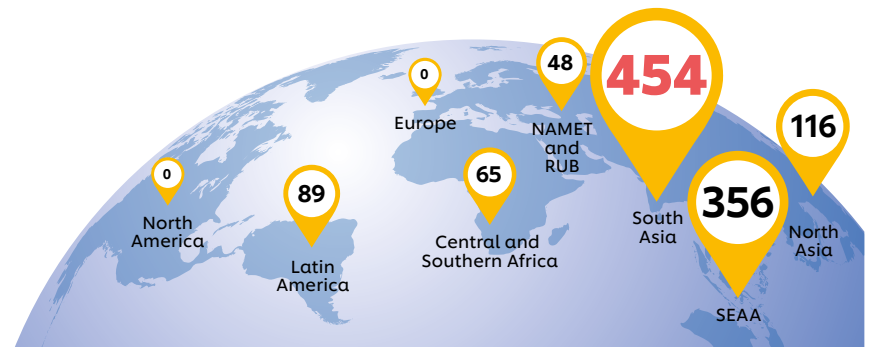 0
North
America
89
Latin
America
0
Europe
65
Central and
Southern Africa
48
NAMET
and
RUB
454
South
Asia
356
SEAA
116
North
Asia